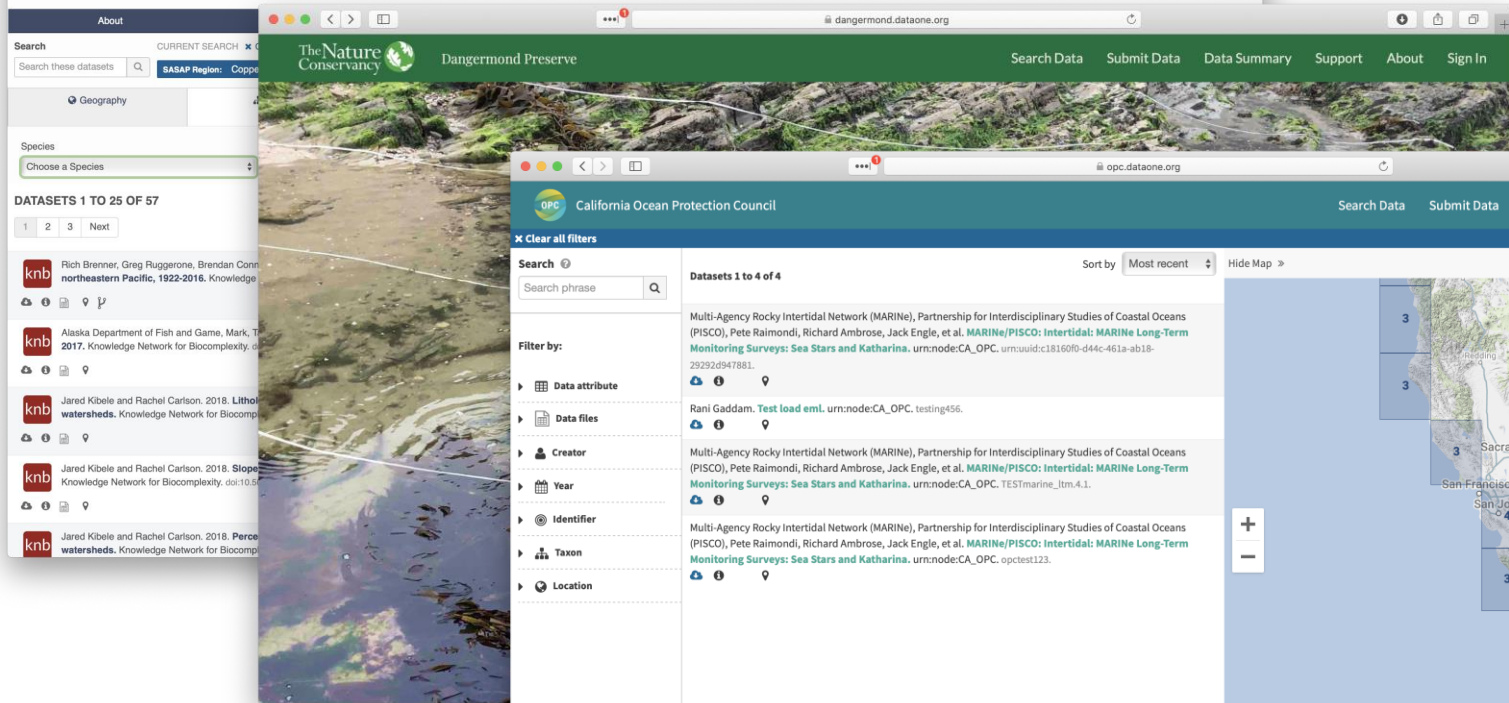 About
Search
CURRENT SEARCH
Search these datasets
SASAP Region: Coppe
Geography
Species
Choose a Species
DATASETS 1 TO 25 OF 57
1 2 3 Next
knb
Rich Brenner, Greg Ruggerone, Brendan Conn
northeastern Pacific, 1922-2016. Knowledge
knb
Alaska Department of Fish and Game, Mark, T
2017. Knowledge Network for Biocomplexity. d
knb
Jared Kibele and Rachel Carlson. 2018. Lithol
watersheds. Knowledge Network for Biocomp
knb
Jared Kibele and Rachel Carlson. 2018. Slope
Knowledge Network for Biocomplexity. doi:10.50
knb
Jared Kibele and Rachel Carlson. 2018. Perce
watersheds. Knowledge Network for Biocompl
1
dangermond.dataone.org
The Nature
Conservancy
Dangermond Preserve
Search Data Submit Data Data Summary Support About Sign In
1
opc.dataone.org
OPC
California Ocean Protection Council
Search Data Submit Data
Clear all filters
Search
Search phrase
Filter by:
Data attribute
Data files
Creator
Year
Identifier
Taxon
Location
Datasets 1 to 4 of 4
Sort by Most recent
Hide Map »
Multi-Agency Rocky Intertidal Network (MARINe), Partnership for Interdisciplinary Studies of Coastal Oceans
(PISCO), Pete Raimondi, Richard Ambrose, Jack Engle, et al. MARINe/PISCO: Intertidal: MARINe Long-Term
Monitoring Surveys: Sea Stars and Katharina. urn:node:CA_OPC. urn:uuid:c18160f0-d44c-461a-ab18-
29292d947881.
Rani Gaddam. Test load eml. urn:node:CA_OPC. testing456.
Multi-Agency Rocky Intertidal Network (MARINe), Partnership for Interdisciplinary Studies of Coastal Oceans
(PISCO), Pete Raimondi, Richard Ambrose, Jack Engle, et al. MARINe/PISCO: Intertidal: MARINe Long-Term
Monitoring Surveys: Sea Stars and Katharina. urn:node:CA_OPC. TESTmarine_ltm.4.1.
Multi-Agency Rocky Intertidal Network (MARINe), Partnership for Interdisciplinary Studies of Coastal Oceans
(PISCO), Pete Raimondi, Richard Ambrose, Jack Engle, et al. MARINe/PISCO: Intertidal: MARINe Long-Term
Monitoring Surveys: Sea Stars and Katharina. urn:node:CA_OPC. opctest123.
3
Redding
3
3
Sacra
San Francisc
San Jo
4
3
+
−